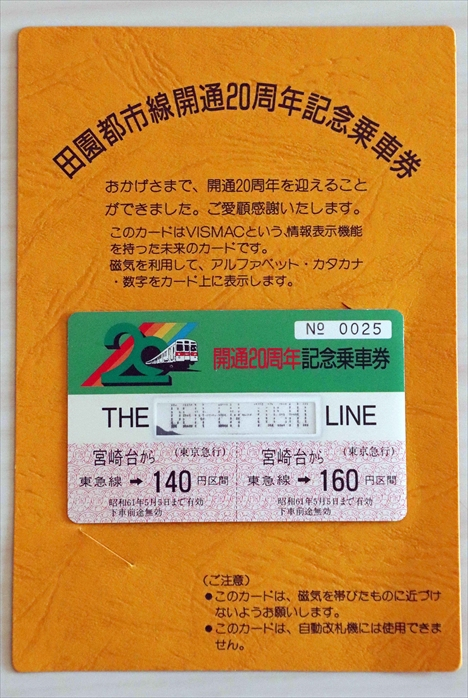 田園都市線開通20周年記念乗車券
おかげさまで、開通20周年を迎えること
ができました。ご愛顧感謝いたします。
このカードはVISMACという、情報表示機能
を持った未来のカードです。
磁気を利用して、アルファベット・カタカナ
・数字をカード上に表示します。
№ 0025
20
開通20周年記念乗車券
THE DEN-EN-TOSHI LINE
宮崎台から (東京急行)
東急線 → 140 円区間
昭和61年5月5日まで有効
下車前途無効
宮崎台から (東京急行)
東急線 → 160 円区間
昭和61年5月5日まで有効
下車前途無効
(ご注意)
●このカードは、磁気を帯びたものに近づけ
ないようお願いします。
●このカードは、自動改札機には使用できま
せん。